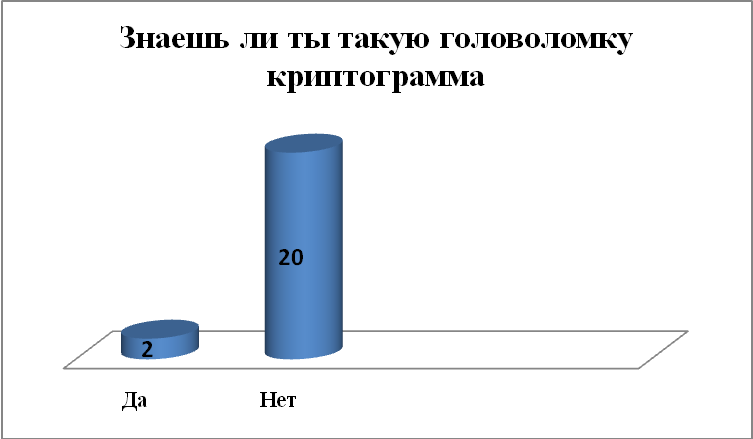 Знаешь ли ты такую головоломку
криптограмма
20
2
Да Нет